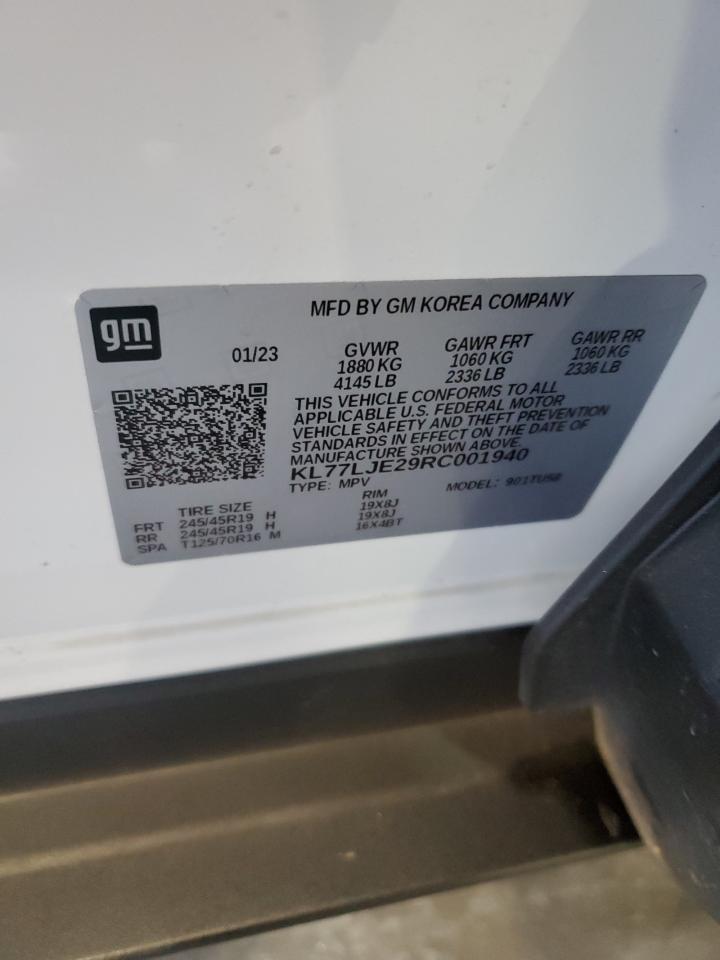 gm
MFD BY GM KOREA COMPANY
01/23 GVWR GAWR FRT GAWR RR
1880 KG 1060 KG 1060 KG
4145 LB 2336 LB 2336 LB
THIS VEHICLE CONFORMS TO ALL
APPLICABLE U.S. FEDERAL MOTOR
VEHICLE SAFETY AND THEFT PREVENTION
STANDARDS IN EFFECT ON THE DATE OF
MANUFACTURE SHOWN ABOVE.
KL77LJE29RC001940
TYPE: MPV MODEL: 901TU58
TIRE SIZE RIM
FRT 245/45R19 H 19X8J
RR 245/45R19 H 19X8J
SPA T125/70R16 M 16X4BT